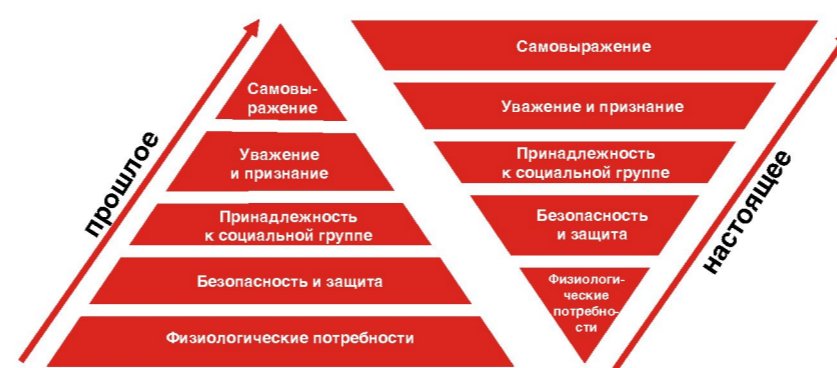 прошлое
Самовы-
ражение
Уважение
и признание
Принадлежность
к социальной группе
Безопасность и защита
Физиологические потребности
Самовыражение
Уважение и признание
Принадлежность
к социальной группе
Безопасность
и защита
Физиологи-
ческие
потребно-
сти
настоящее